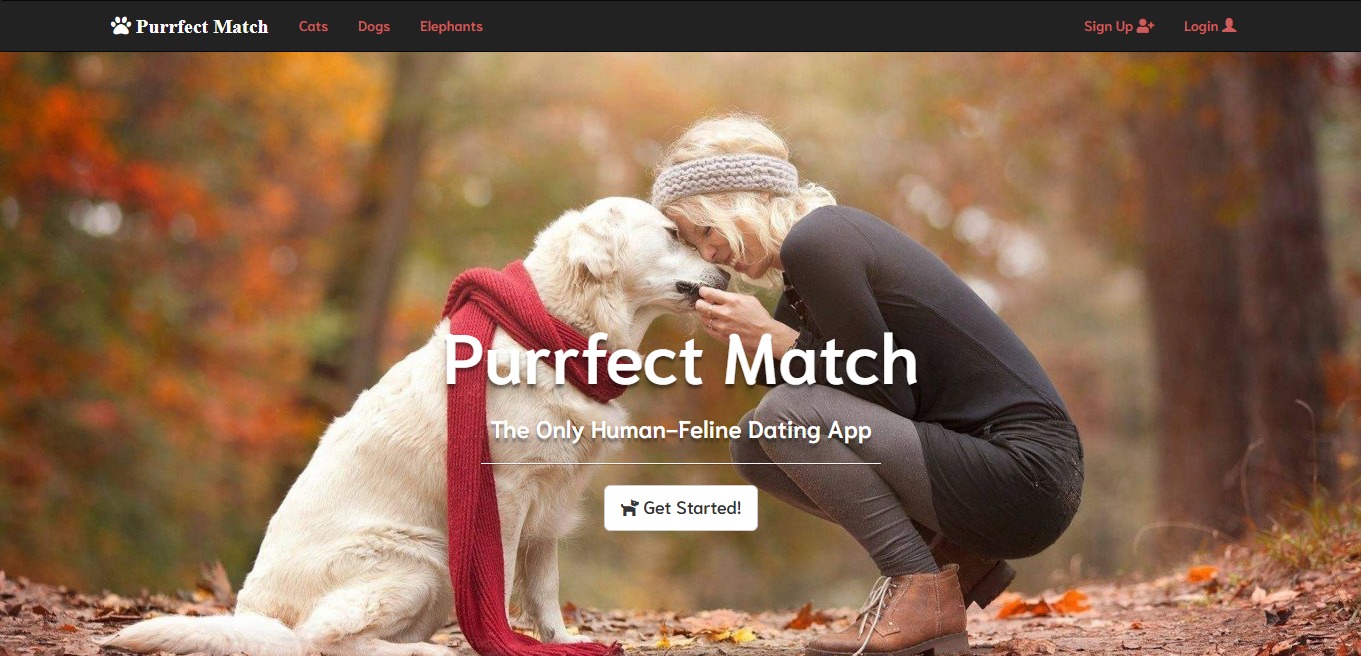 Purrfect Match Cats Dogs Elephants Sign Up Login
Purrfect Match
The Only Human-Feline Dating App
Get Started!